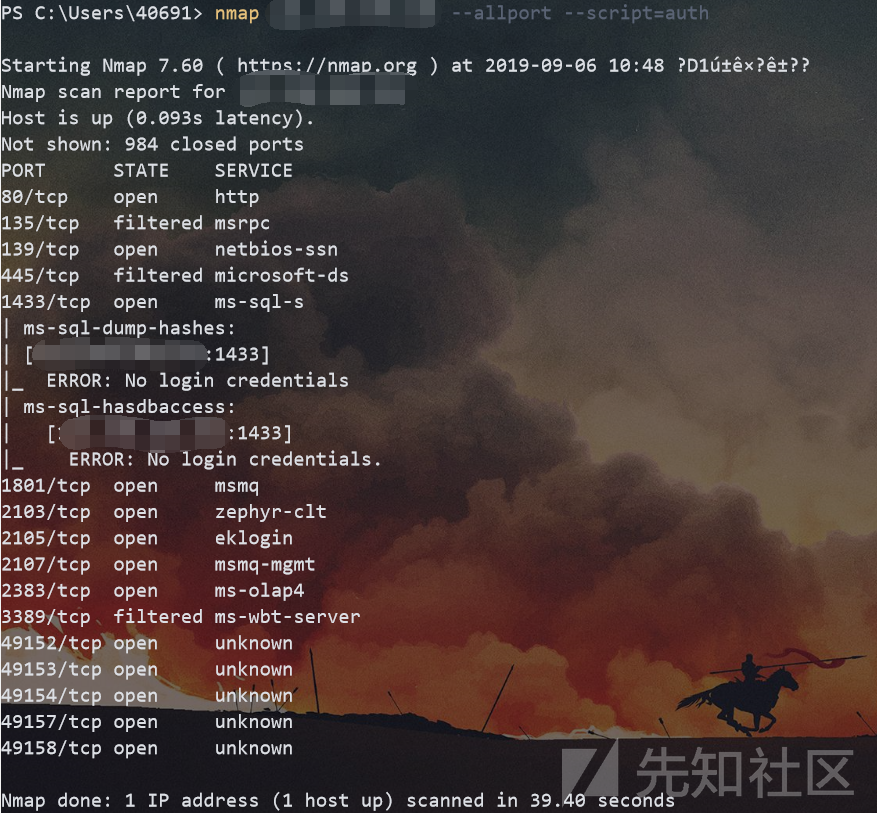 PS C:\Users\40691> nmap --allport --script=auth
Starting Nmap 7.60 ( https://nmap.org ) at 2019-09-06 10:48 ?D1ú±ê×?ê±??
Nmap scan report for
Host is up (0.093s latency).
Not shown: 984 closed ports
PORT STATE SERVICE
80/tcp open http
135/tcp filtered msrpc
139/tcp open netbios-ssn
445/tcp filtered microsoft-ds
1433/tcp open ms-sql-s
| ms-sql-dump-hashes:
| [ :1433]
|_ ERROR: No login credentials
| ms-sql-hasdbaccess:
| [ :1433]
|_ ERROR: No login credentials.
1801/tcp open msmq
2103/tcp open zephyr-clt
2105/tcp open eklogin
2107/tcp open msmq-mgmt
2383/tcp open ms-olap4
3389/tcp filtered ms-wbt-server
49152/tcp open unknown
49153/tcp open unknown
49154/tcp open unknown
49157/tcp open unknown
49158/tcp open unknown
先知社区
Nmap done: 1 IP address (1 host up) scanned in 39.40 seconds